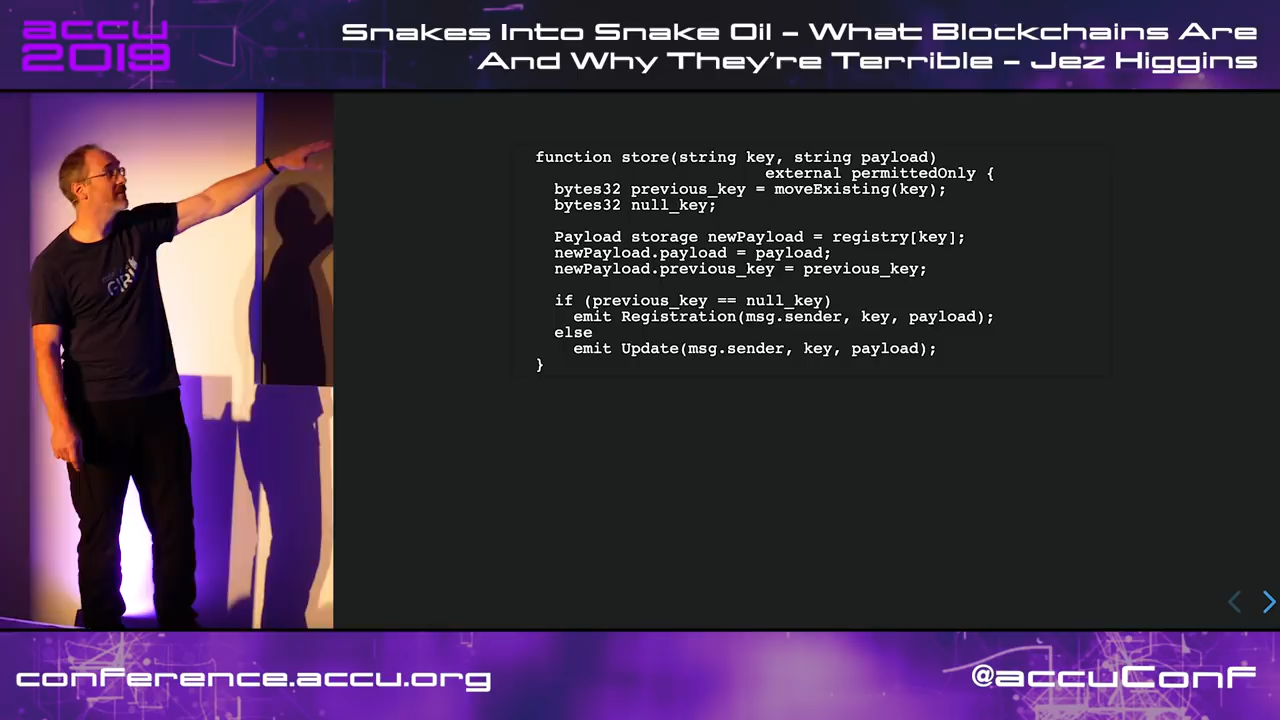 accu
2019
Snakes Into Snake Oil – What Blockchains Are
And Why They're Terrible – Jez Higgins
function store(string key, string payload)
external permittedOnly {
bytes32 previous_key = moveExisting(key);
bytes32 null_key;
Payload storage newPayload = registry[key];
newPayload.payload = payload;
newPayload.previous_key = previous_key;
if (previous_key == null_key)
emit Registration(msg.sender, key, payload);
else
emit Update(msg.sender, key, payload);
}
conference.accu.org
@accuConf